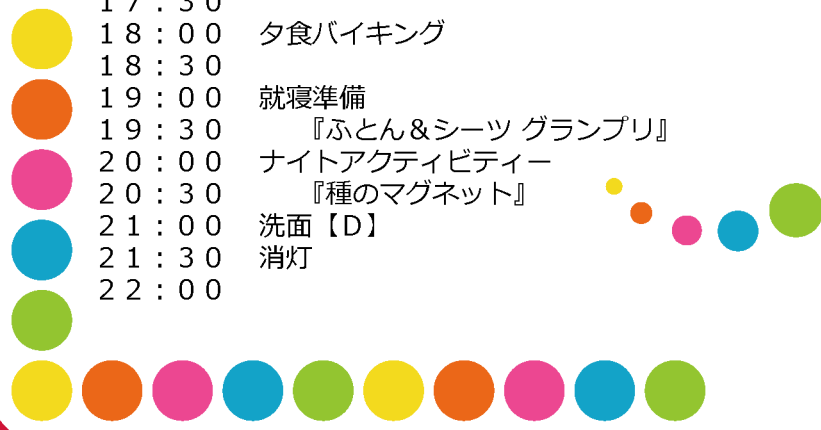 １７：３０
１８：００　夕食バイキング
１８：３０
１９：００　就寝準備
１９：３０　　『ふとん＆シーツ グランプリ』
２０：００　ナイトアクティビティー
２０：３０　　『種のマグネット』
２１：００　洗面【Ｄ】
２１：３０　消灯
２２：００